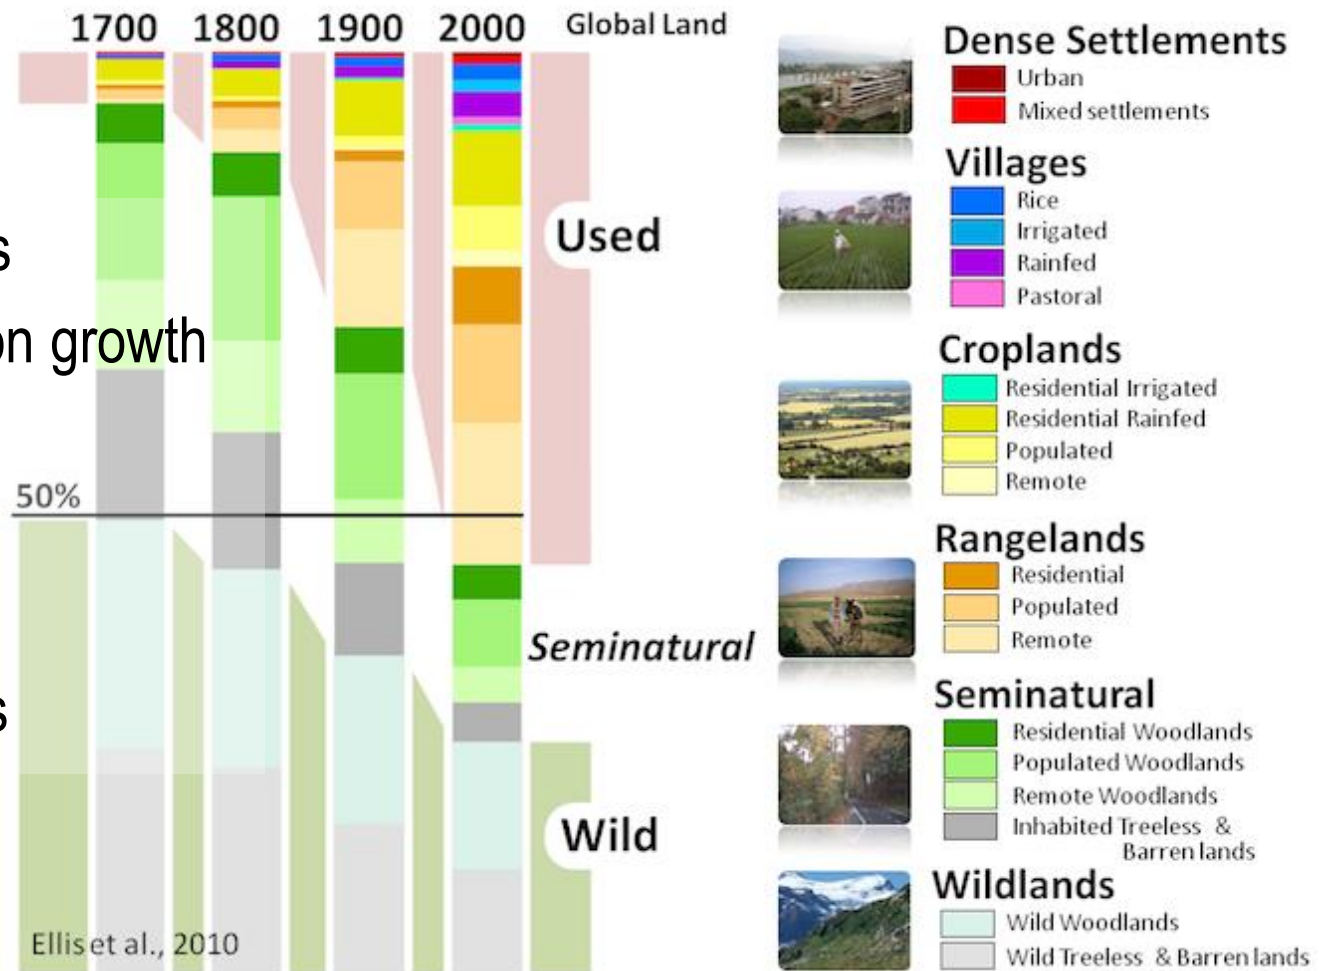 1700 1800 1900 2000 Global Land
s
on growth
50%
s
Used
Seminatural
Wild
Ellis et al., 2010
Dense Settlements
Urban
Mixed settlements
Villages
Rice
Irrigated
Rainfed
Pastoral
Croplands
Residential Irrigated
Residential Rainfed
Populated
Remote
Rangelands
Residential
Populated
Remote
Seminatural
Residential Woodlands
Populated Woodlands
Remote Woodlands
Inhabited Treeless &
Barren lands
Wildlands
Wild Woodlands
Wild Treeless & Barren lands